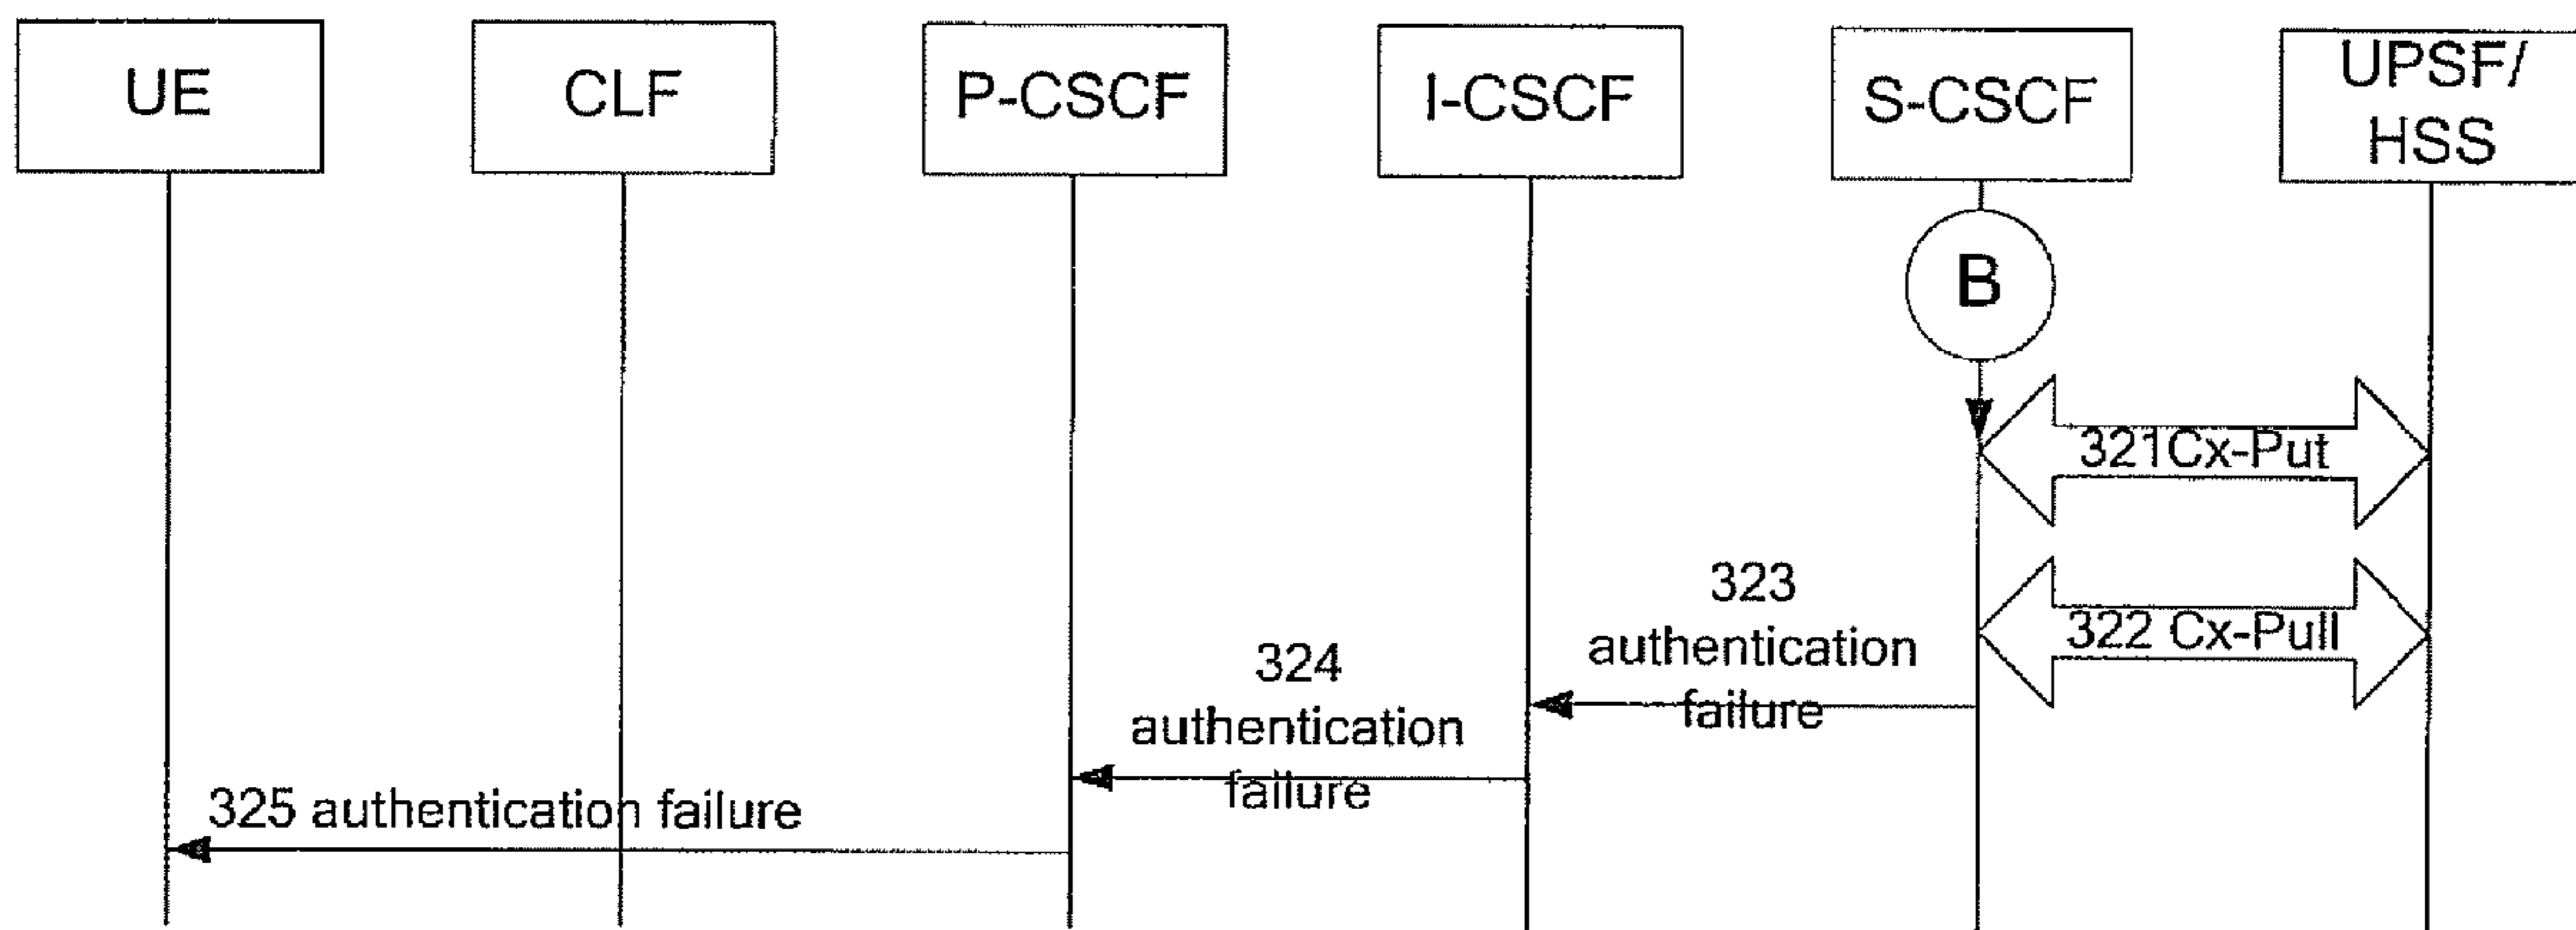 UE
CLF
P-CSCF
I-CSCF
S-CSCF
UPSF/
HSS
B
321Cx-Put
322 Cx-Pull
323
authentication
failure
324
authentication
failure
325 authentication failure